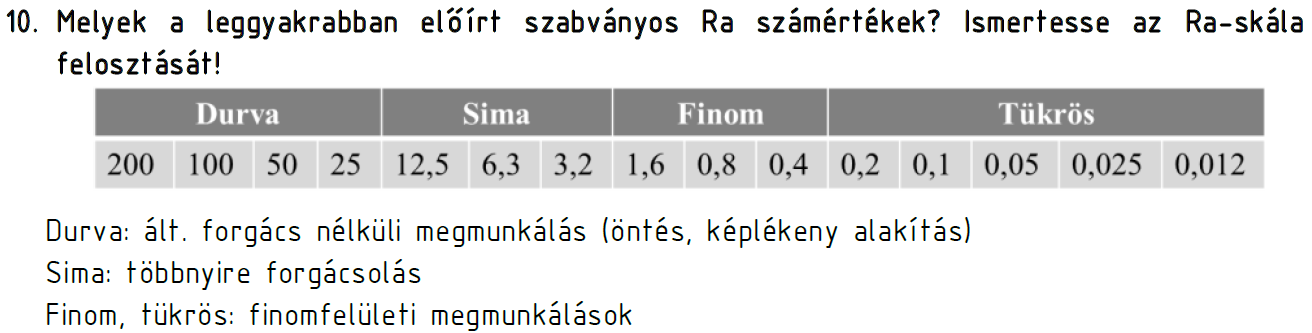 10. Melyek a leggyakrabban előírt szabványos Ra számértékek? Ismertesse az Ra-skála
felosztását!
Durva Sima Finom Tükrös
200 100 50 25 12,5 6,3 3,2 1,6 0,8 0,4 0,2 0,1 0,05 0,025 0,012
Durva: ált. forgács nélküli megmunkálás (öntés, képlékeny alakítás)
Sima: többnyire forgácsolás
Finom, tükrös: finomfelületi megmunkálások